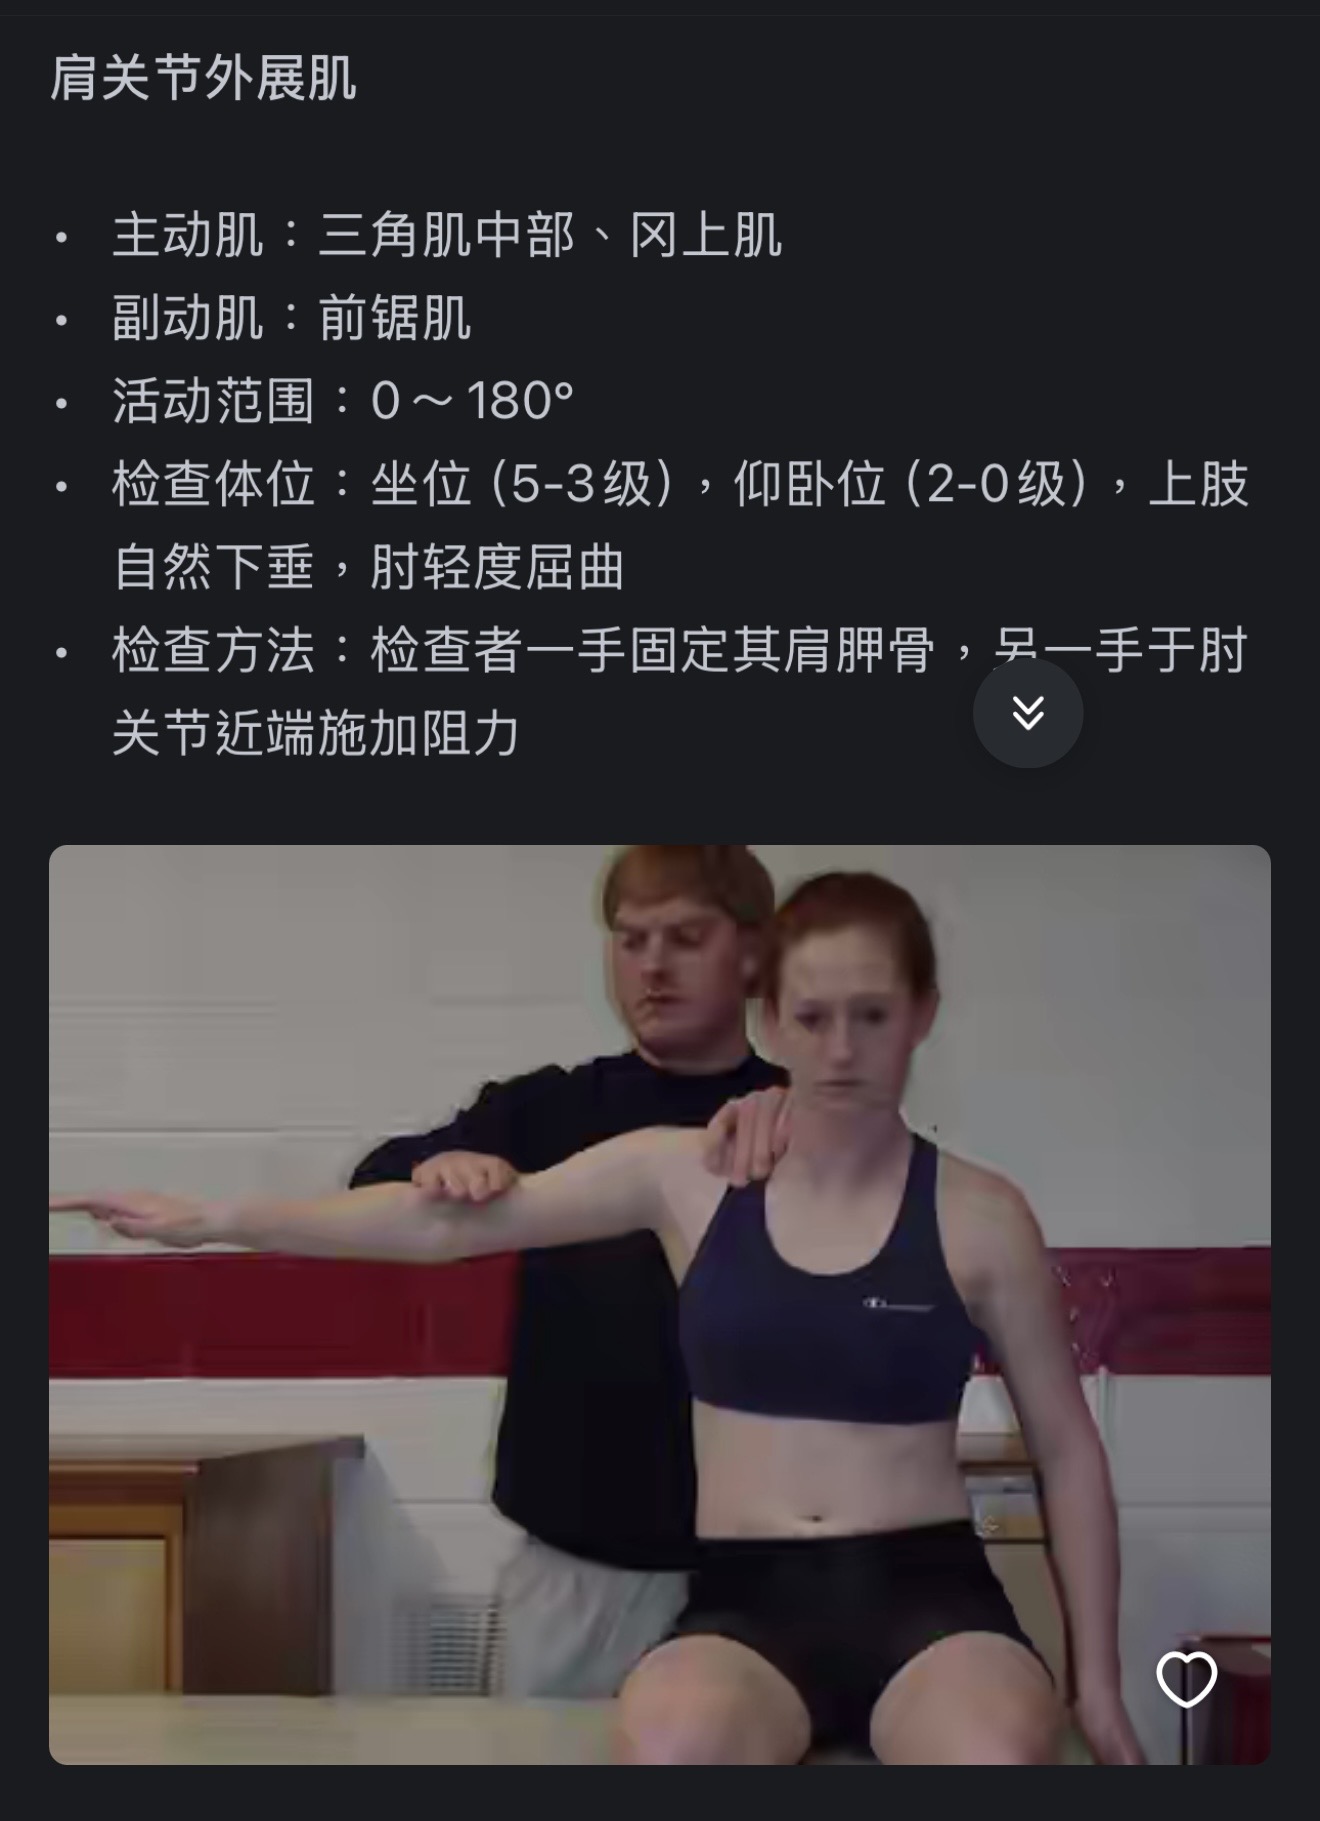 肩关节外展肌
• 主动肌：三角肌中部、冈上肌
• 副动肌：前锯肌
• 活动范围：0～180°
• 检查体位：坐位（5-3级），仰卧位（2-0级），上肢
自然下垂，肘轻度屈曲
• 检查方法：检查者一手固定其肩胛骨，另一手于肘
关节近端施加阻力